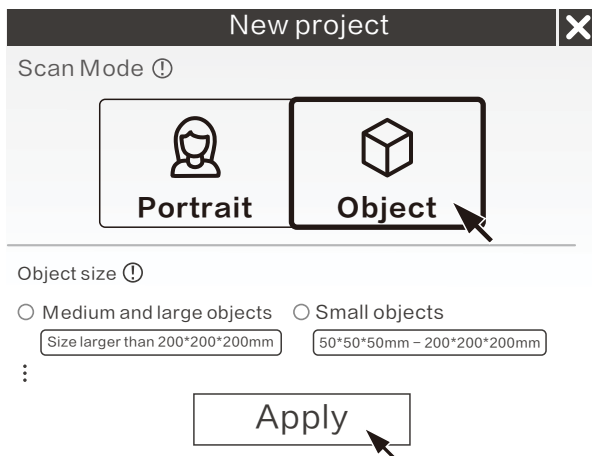 New project
Scan Mode
Portrait Object
Object size
Medium and large objects Small objects
Size larger than 200*200*200mm 50*50*50mm – 200*200*200mm
Apply